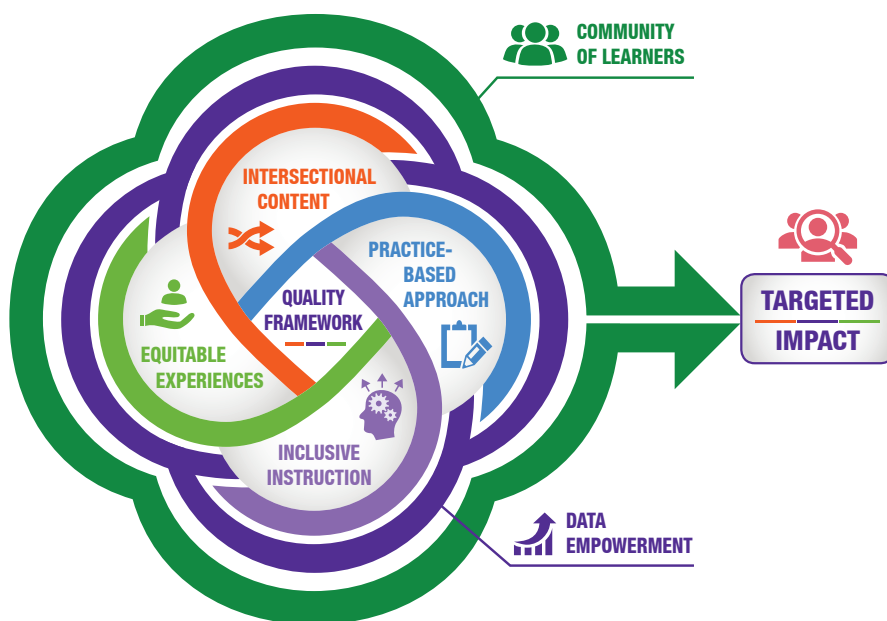 COMMUNITY
OF LEARNERS
INTERSECTIONAL
CONTENT
PRACTICE-
BASED
APPROACH
QUALITY
FRAMEWORK
EQUITABLE
EXPERIENCES
INCLUSIVE
INSTRUCTION
TARGETED
IMPACT
DATA
EMPOWERMENT